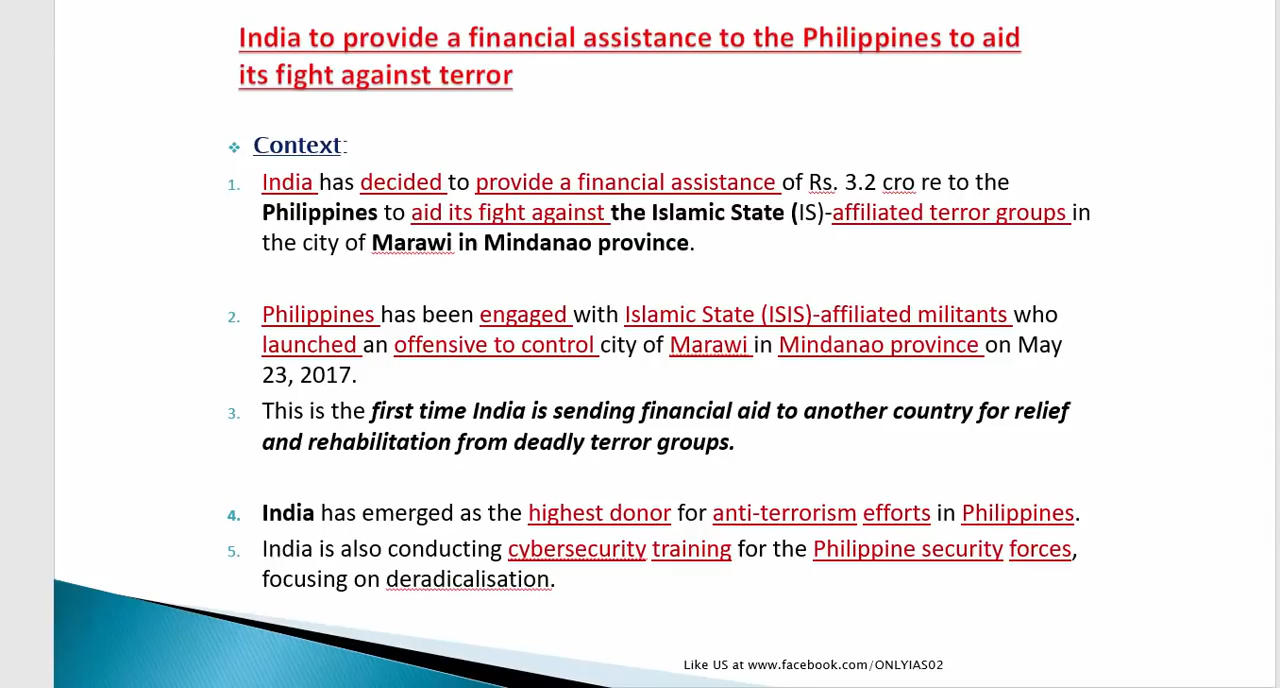 India to provide a financial assistance to the Philippines to aid
its fight against terror
❖ Context:
1. India has decided to provide a financial assistance of Rs. 3.2 cro re to the
Philippines to aid its fight against the Islamic State (IS)-affiliated terror groups in
the city of Marawi in Mindanao province.
2. Philippines has been engaged with Islamic State (ISIS)-affiliated militants who
launched an offensive to control city of Marawi in Mindanao province on May
23, 2017.
3. This is the first time India is sending financial aid to another country for relief
and rehabilitation from deadly terror groups.
4. India has emerged as the highest donor for anti-terrorism efforts in Philippines.
5. India is also conducting cybersecurity training for the Philippine security forces,
focusing on deradicalisation.
Like US at www.facebook.com/ONLYIAS02